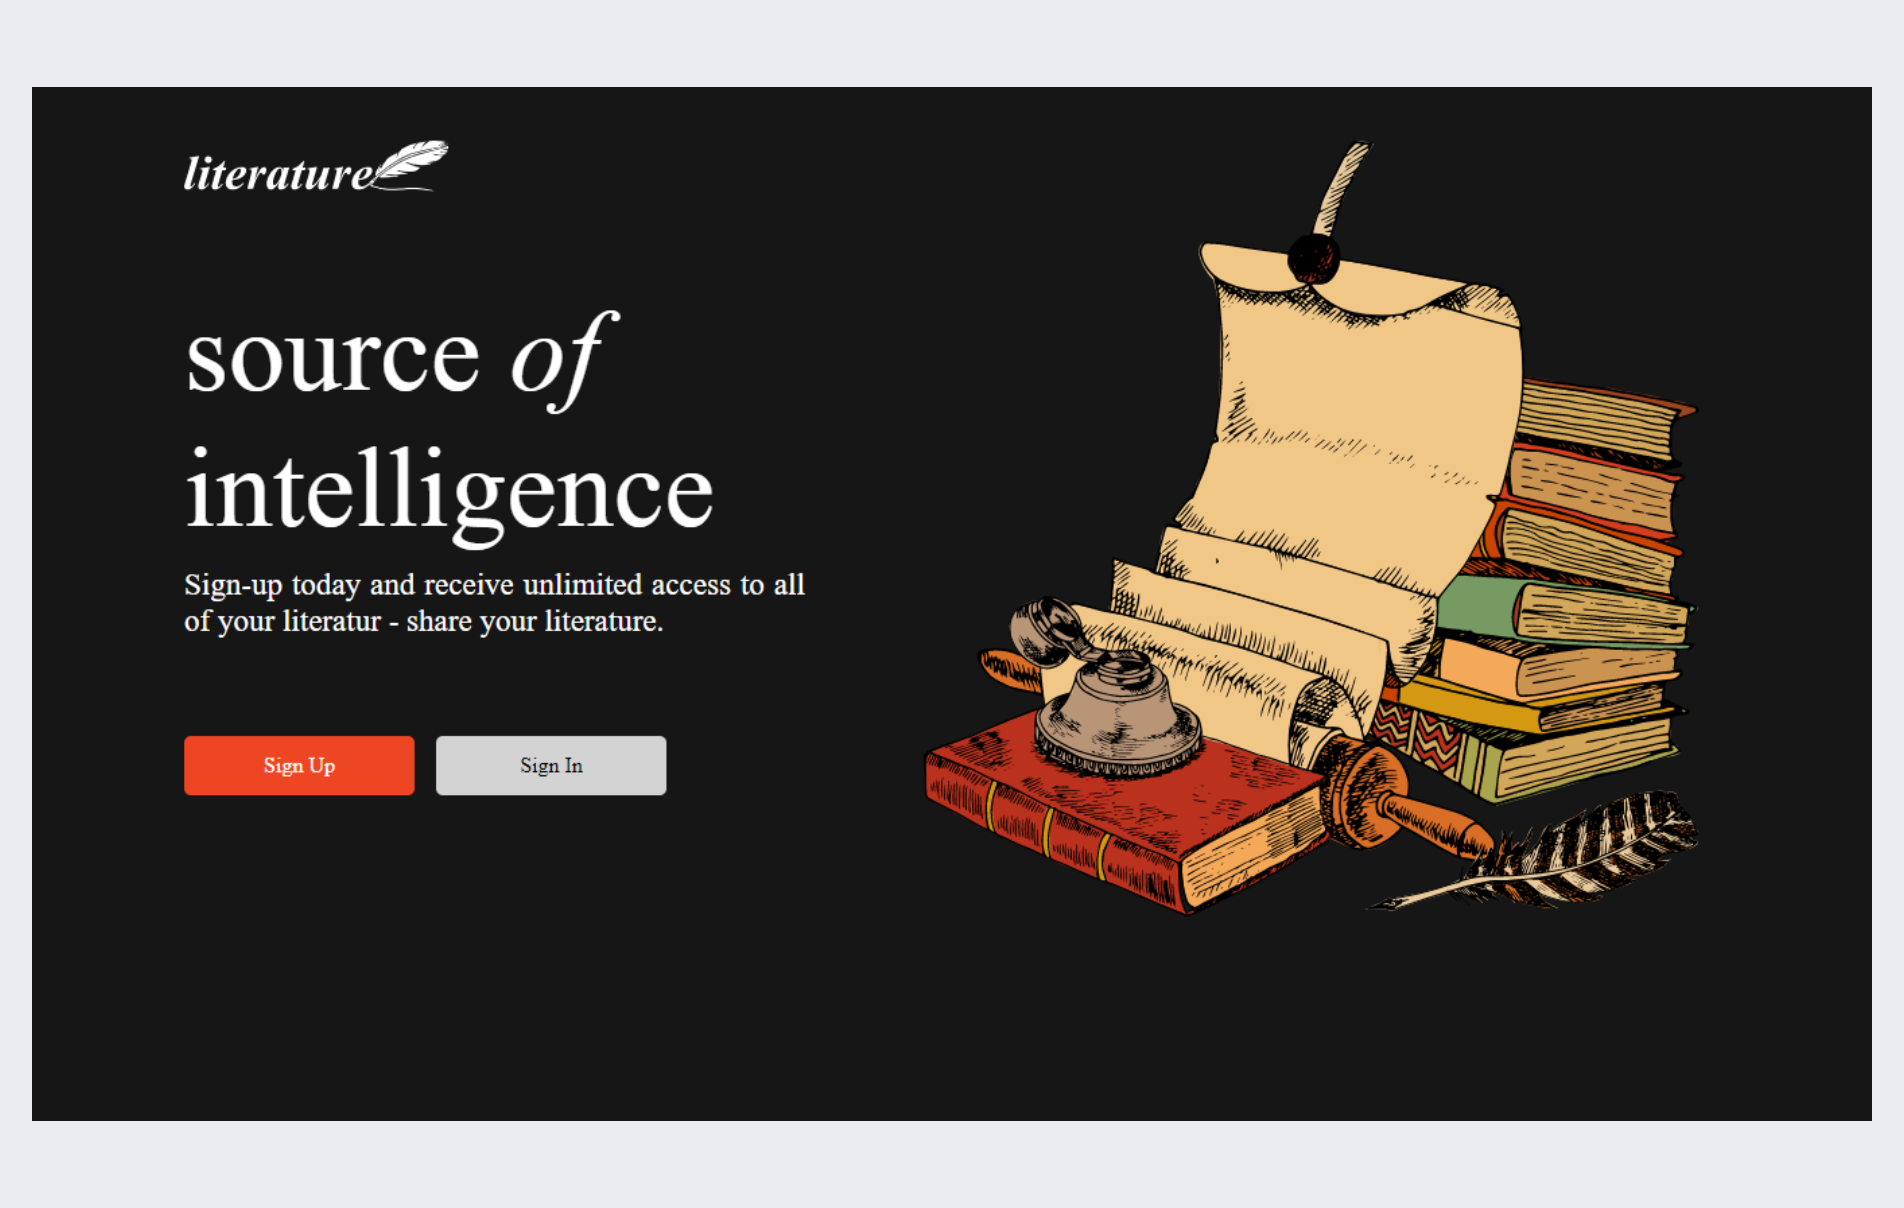 literature
source of
intelligence
Sign-up today and receive unlimited access to all
of your literatur - share your literature.
Sign Up
Sign In